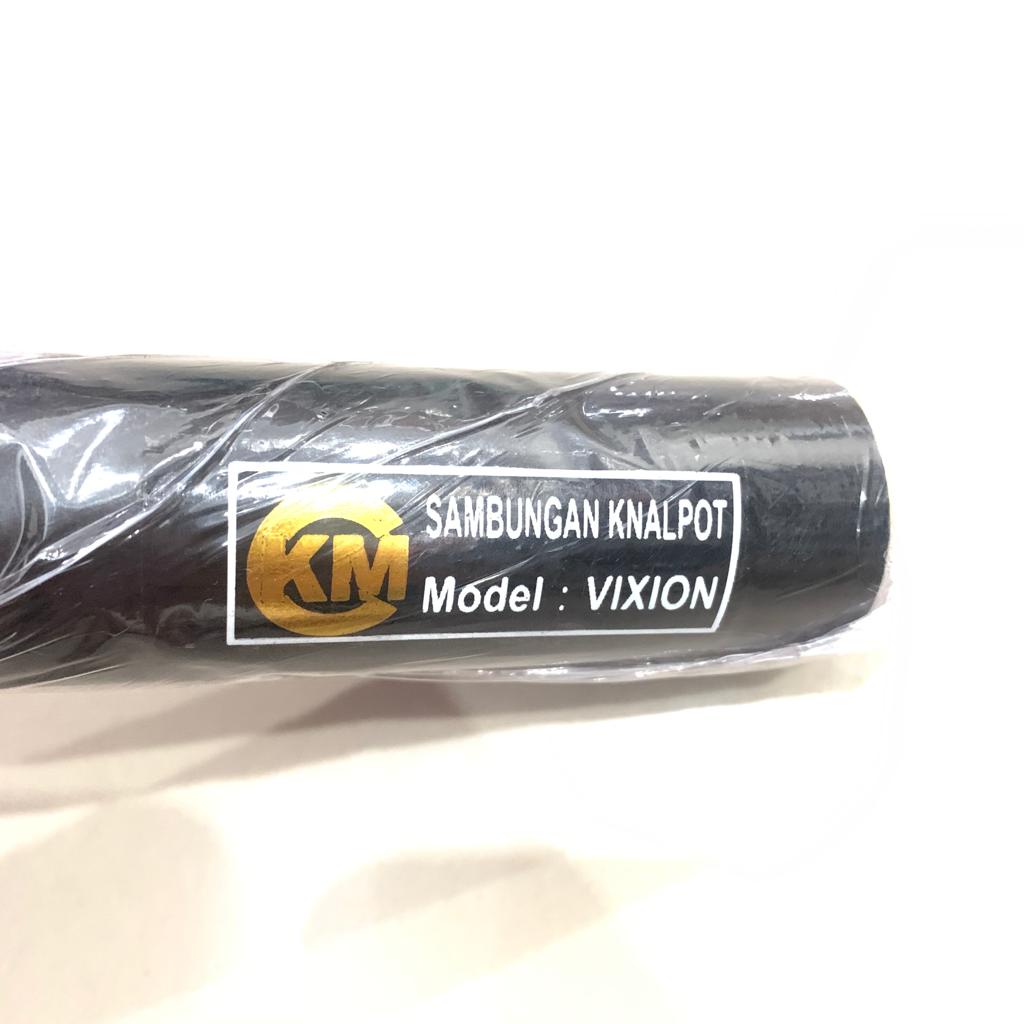 KM
SAMBUNGAN KNALPOT
Model : VIXION